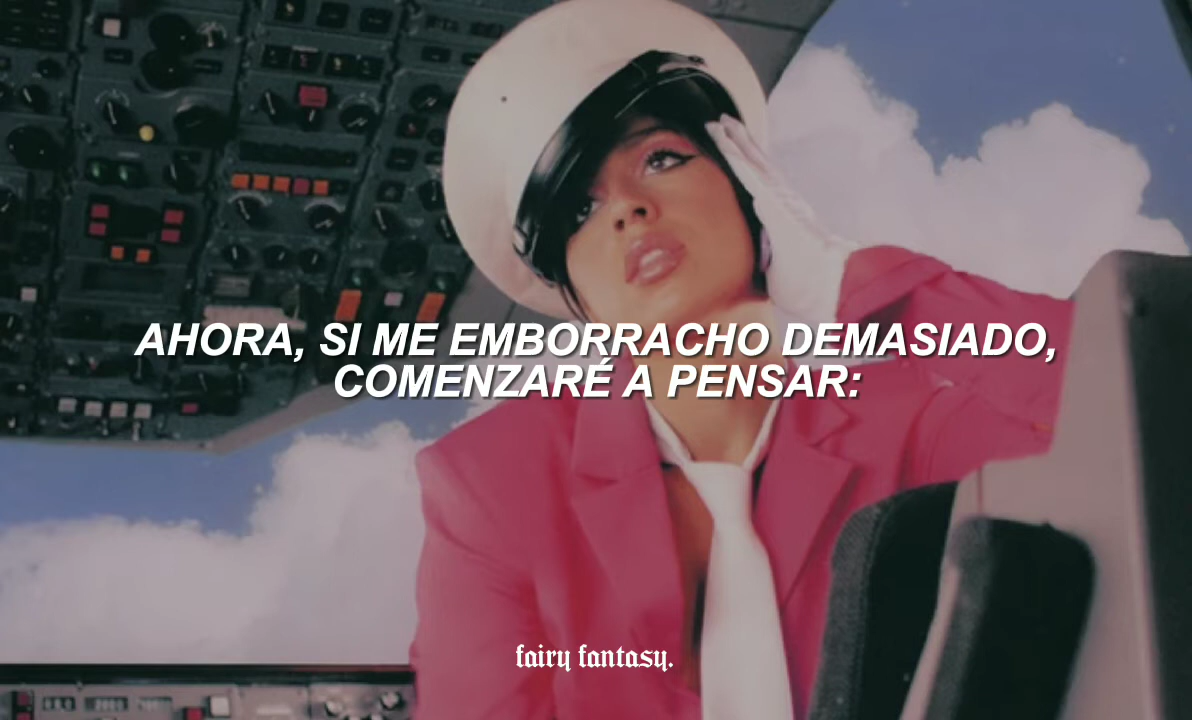 AHORA, SI ME EMBORRACHO DEMASIADO,
COMENZARÉ A PENSAR:
fairy fantasy.